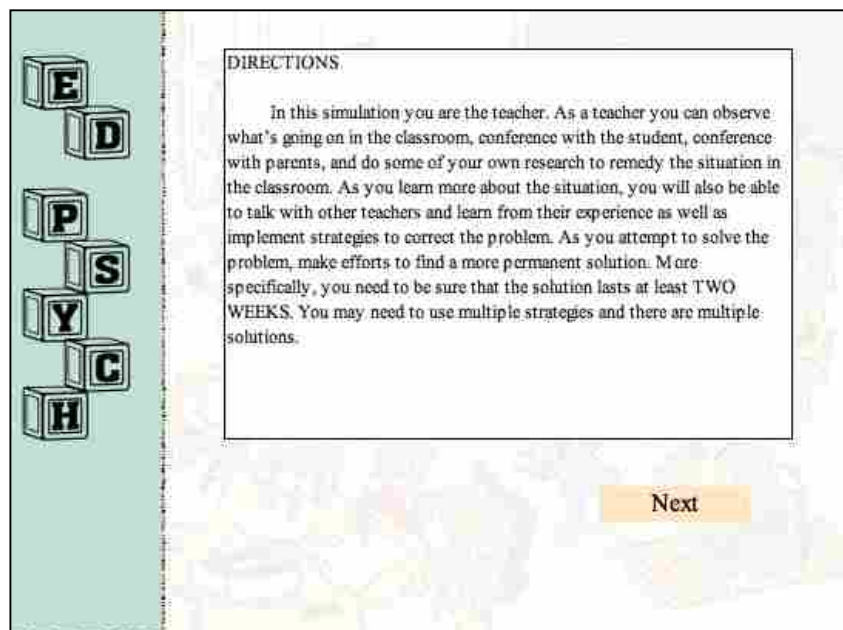 E
D
P
S
Y
C
H
DIRECTIONS
In this simulation you are the teacher. As a teacher you can observe
what's going on in the classroom, conference with the student, conference
with parents, and do some of your own research to remedy the situation in
the classroom. As you learn more about the situation, you will also be able
to talk with other teachers and learn from their experience as well as
implement strategies to correct the problem. As you attempt to solve the
problem, make efforts to find a more permanent solution. More
specifically, you need to be sure that the solution lasts at least TWO
WEEKS. You may need to use multiple strategies and there are multiple
solutions.
Next